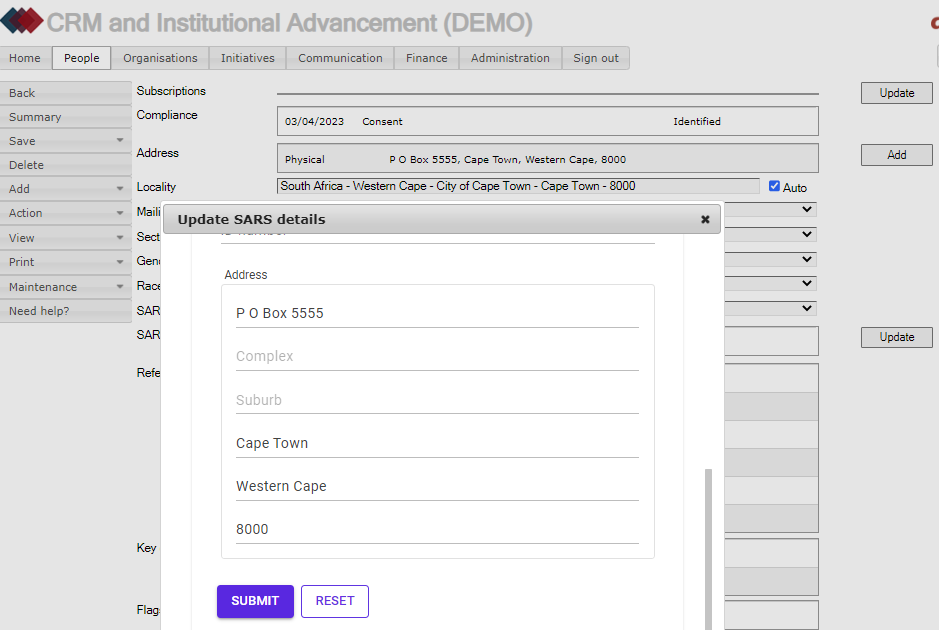 CRM and Institutional Advancement (DEMO)
Home People Organisations Initiatives Communication Finance Administration Sign out
Back
Summary
Save
Delete
Add
Action
View
Print
Maintenance
Need help?
Subscriptions
Update
Compliance
03/04/2023 Consent Identified
Address
Physical P O Box 5555, Cape Town, Western Cape, 8000
Add
Locality
South Africa - Western Cape - City of Cape Town - Cape Town - 8000
Auto
Maili
Sect
Gen
Race
SAR
SAR
Update
Refe
Key
Flag
Update SARS details
Address
P O Box 5555
Complex
Suburb
Cape Town
Western Cape
8000
SUBMIT RESET